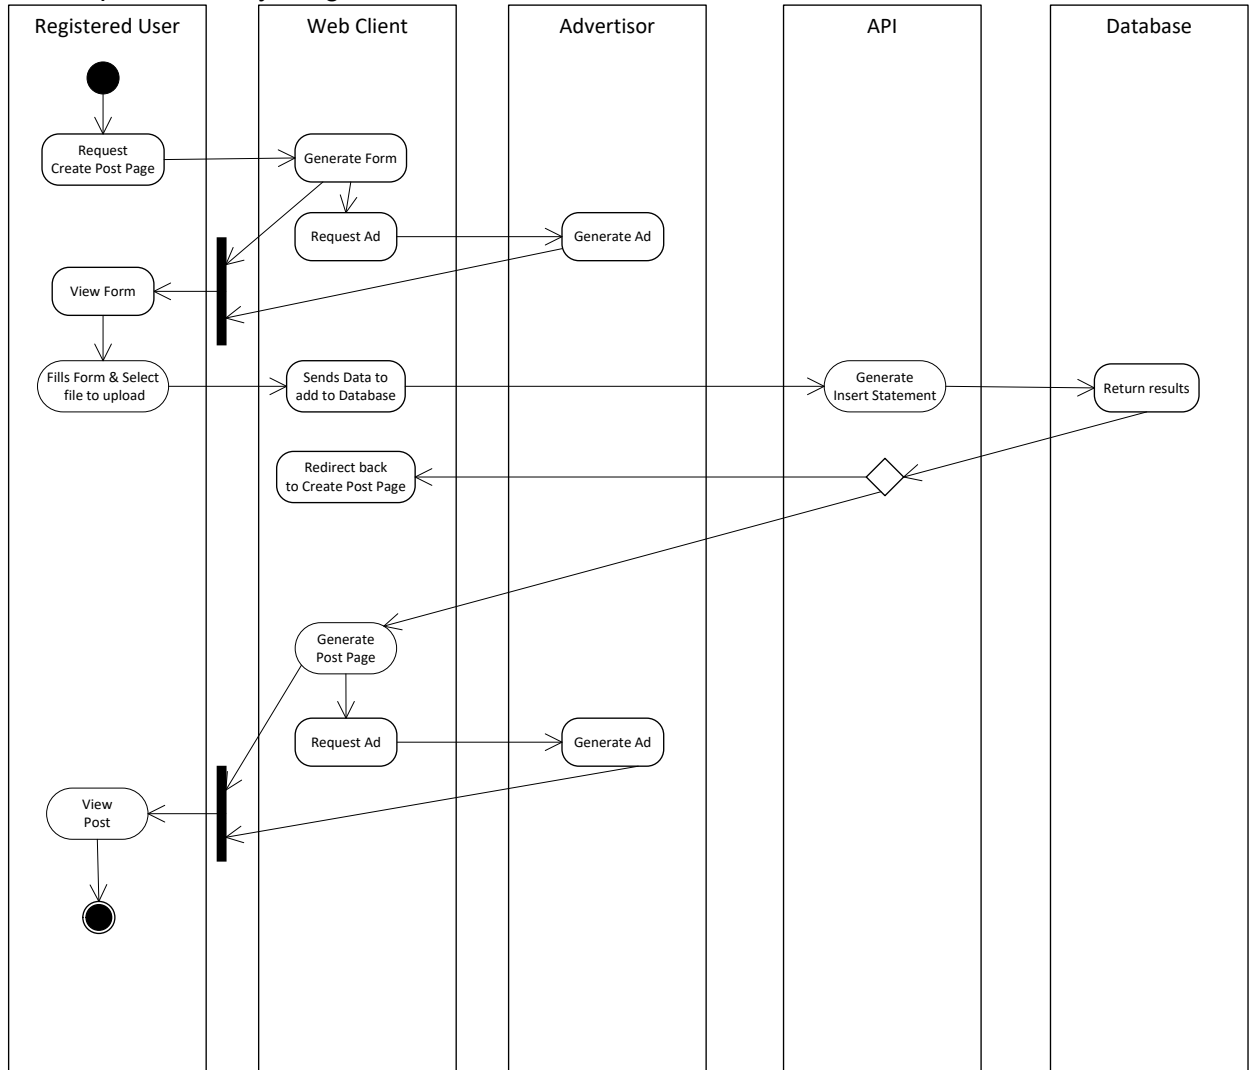 Registered User
Web Client
Advertisor
API
Database
Request
Create Post Page
Generate Form
Request Ad
Generate Ad
View Form
Fills Form & Select
file to upload
Sends Data to
add to Database
Generate
Insert Statement
Return results
Redirect back
to Create Post Page
Generate
Post Page
Request Ad
Generate Ad
View
Post